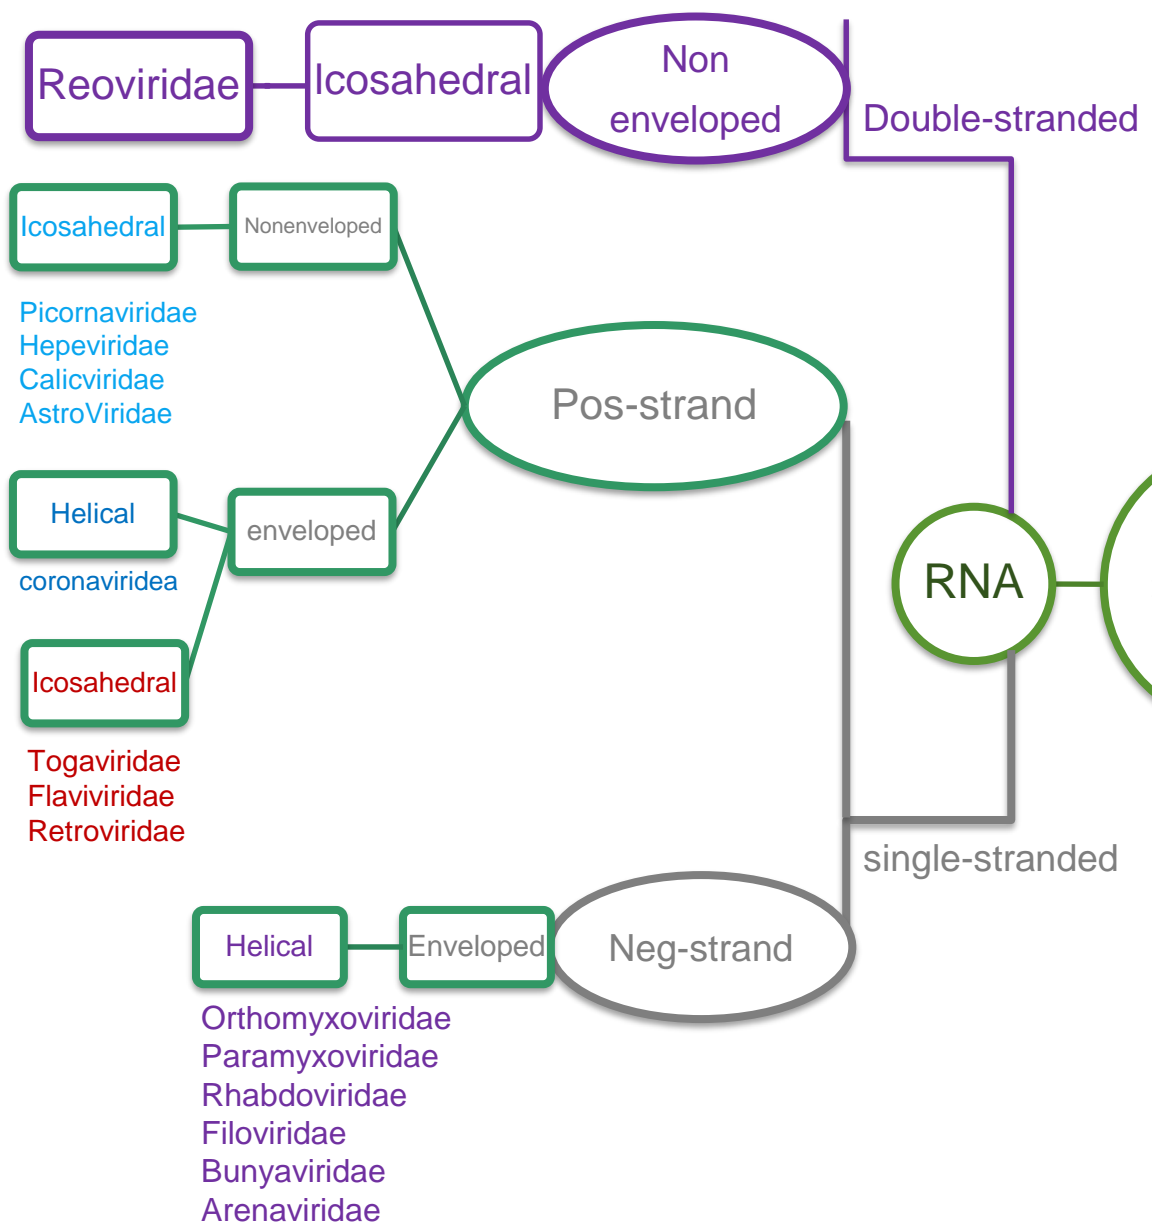 Reoviridae
Icosahedral
Non
enveloped
Double-stranded
Icosahedral
Nonenveloped
Picornaviridae
Hepeviridae
Calicviridae
AstroViridae
Pos-strand
Helical
enveloped
coronaviridea
RNA
Icosahedral
Togaviridae
Flaviviridae
Retroviridae
single-stranded
Helical
Enveloped
Neg-strand
Orthomyxoviridae
Paramyxoviridae
Rhabdoviridae
Filoviridae
Bunyaviridae
Arenaviridae